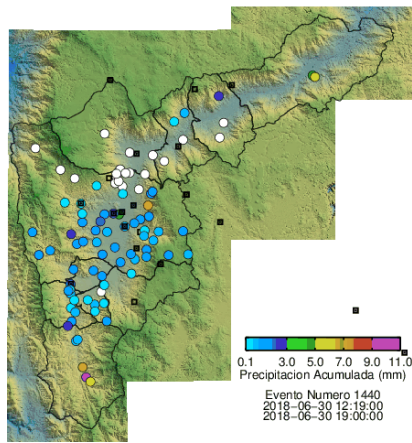 0.1 3.0 5.0 7.0 9.0 11.0
Precipitacion Acumulada (mm)
Evento Numero 1440
2018-06-30 12:19:00
2018-06-30 19:00:00